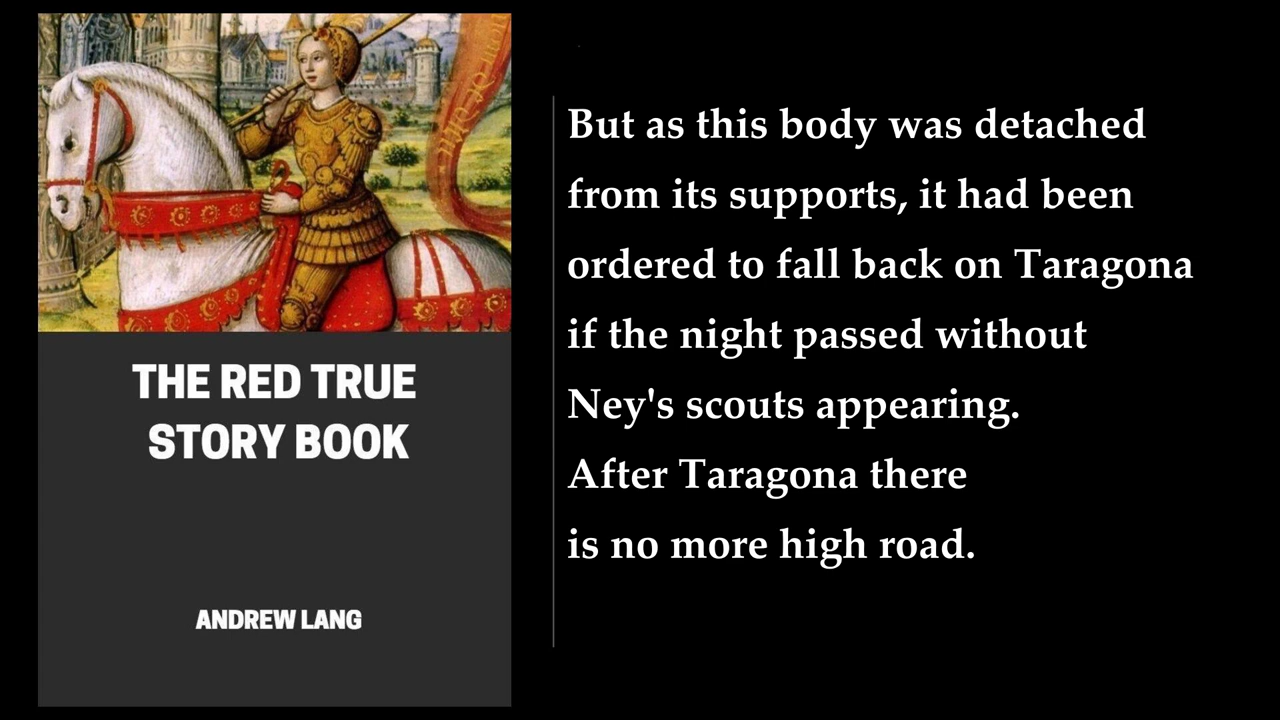 THE RED TRUE
STORY BOOK
ANDREW LANG
But as this body was detached
from its supports, it had been
ordered to fall back on Taragona
if the night passed without
Ney's scouts appearing.
After Taragona there
is no more high road.